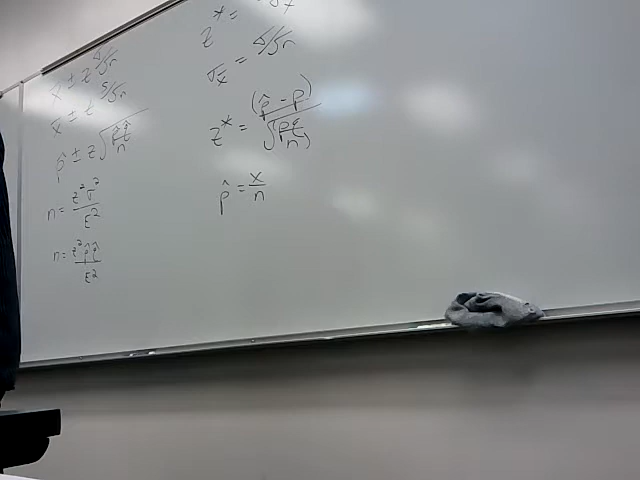 x̄ ± z σ/√n
x̄ ± t s/√n
p̂ ± z √(p̂q̂/n)
n = z²σ²/E²
n = z²p̂q̂/E²
z* =
σx̄ = σ/√n
z* = (p̂ - p)/√(pq/n)
p̂ = x/n